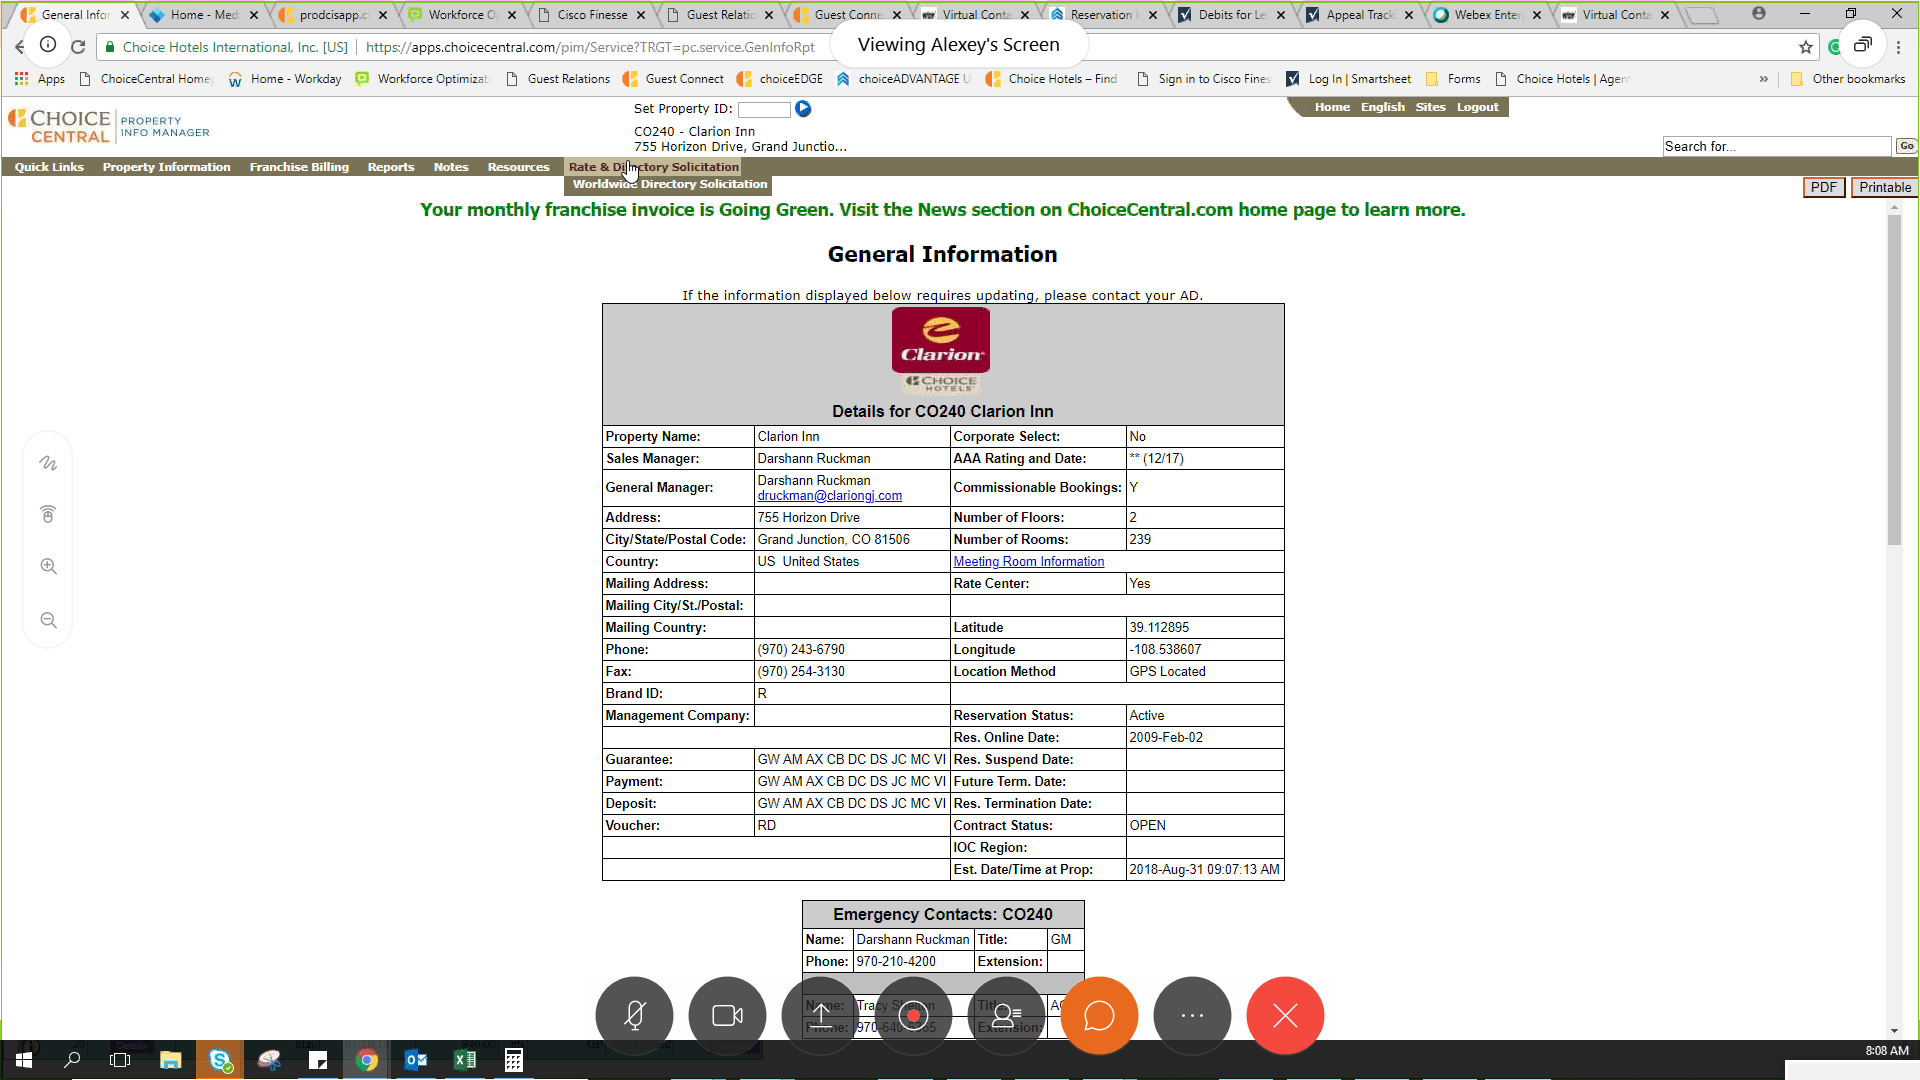 General Infor
Home - Med
prodcisapp.c
Workforce O
Cisco Finesse
Guest Relatio
Guest Conne
Virtual Conta
Reservation
Debits for Le
Appeal Track
Webex Enter
Virtual Conta
Choice Hotels International, Inc. [US]
https://apps.choicecentral.com/pim/Service?TRGT=pc.service.GenInfoRpt
Viewing Alexey's Screen
Apps
ChoiceCentral Home
Home - Workday
Workforce Optimizat
Guest Relations
Guest Connect
choiceEDGE
choiceADVANTAGE U
Choice Hotels – Find
Sign in to Cisco Fines
Log In | Smartsheet
Forms
Choice Hotels | Agen
»
Other bookmarks
CHOICE CENTRAL
PROPERTY
INFO MANAGER
Set Property ID:
CO240 - Clarion Inn
755 Horizon Drive, Grand Junctio...
Home English Sites Logout
Search for...
Go
Quick Links Property Information Franchise Billing Reports Notes Resources Rate & Directory Solicitation
Worldwide Directory Solicitation
PDF Printable
Your monthly franchise invoice is Going Green. Visit the News section on ChoiceCentral.com home page to learn more.
General Information
If the information displayed below requires updating, please contact your AD.
Clarion
CHOICE
HOTELS
Details for CO240 Clarion Inn
Property Name: Clarion Inn Corporate Select: No
Sales Manager: Darshann Ruckman AAA Rating and Date: ** (12/17)
General Manager: Darshann Ruckman
druckman@clariongj.com Commissionable Bookings: Y
Address: 755 Horizon Drive Number of Floors: 2
City/State/Postal Code: Grand Junction, CO 81506 Number of Rooms: 239
Country: US United States Meeting Room Information
Mailing Address: Rate Center: Yes
Mailing City/St./Postal:
Mailing Country: Latitude 39.112895
Phone: (970) 243-6790 Longitude -108.538607
Fax: (970) 254-3130 Location Method GPS Located
Brand ID: R
Management Company: Reservation Status: Active
Res. Online Date: 2009-Feb-02
Guarantee: GW AM AX CB DC DS JC MC VI Res. Suspend Date:
Payment: GW AM AX CB DC DS JC MC VI Future Term. Date:
Deposit: GW AM AX CB DC DS JC MC VI Res. Termination Date:
Voucher: RD Contract Status: OPEN
IOC Region:
Est. Date/Time at Prop: 2018-Aug-31 09:07:13 AM
Emergency Contacts: CO240
Name: Darshann Ruckman Title: GM
Phone: 970-210-4200 Extension:
Name: Tracy Title:
Phone: Extension:
8:08 AM